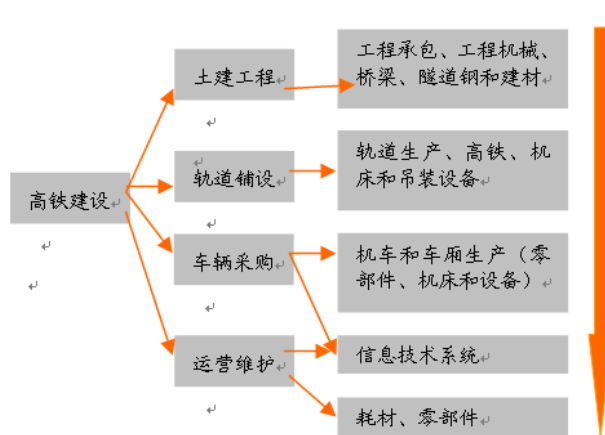 土建工程
工程承包、工程机械、
桥梁、隧道钢和建材
高铁建设
轨道铺设
轨道生产、高铁、机
床和吊装设备
车辆采购
机车和车厢生产（零
部件、机床和设备）
运营维护
信息技术系统
耗材、零部件